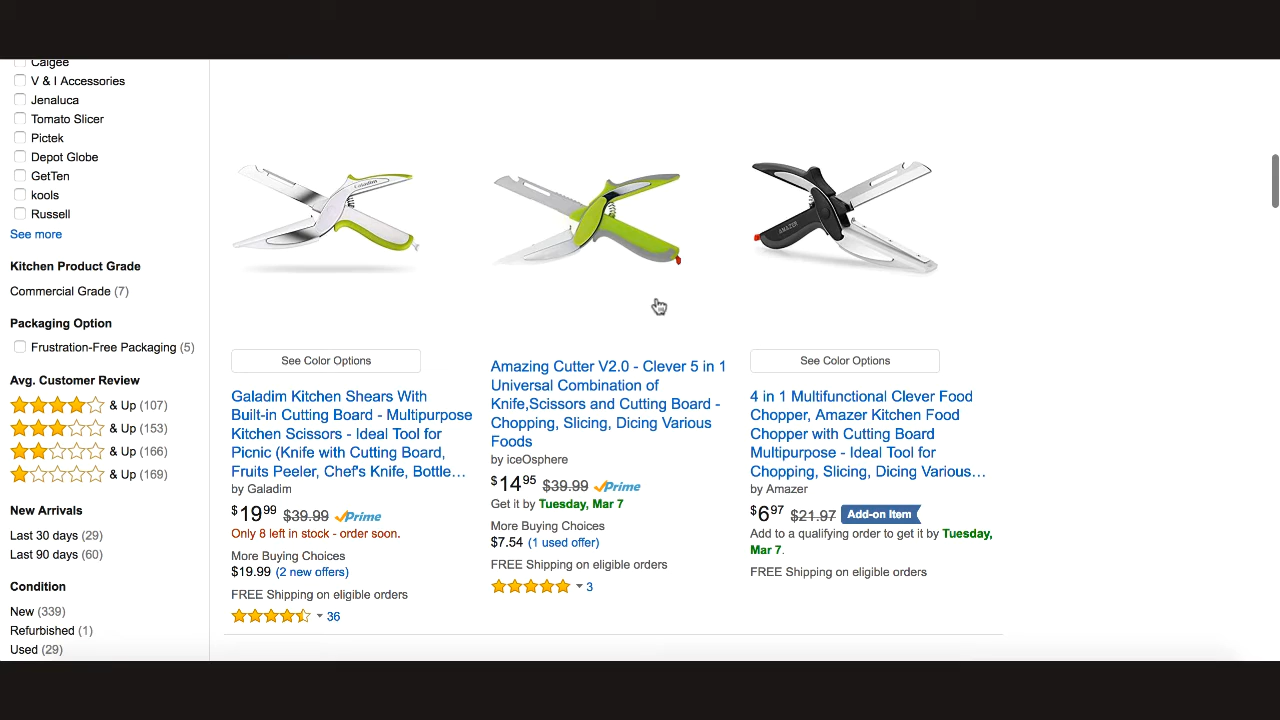 Calgee
V & I Accessories
Jenaluca
Tomato Slicer
Pictek
Depot Globe
GetTen
kools
Russell
See more
Kitchen Product Grade
Commercial Grade (7)
Packaging Option
Frustration-Free Packaging (5)
Avg. Customer Review
& Up (107)
& Up (153)
& Up (166)
& Up (169)
New Arrivals
Last 30 days (29)
Last 90 days (60)
Condition
New (339)
Refurbished (1)
Used (29)
Galadim
See Color Options
Galadim Kitchen Shears With
Built-in Cutting Board - Multipurpose
Kitchen Scissors - Ideal Tool for
Picnic (Knife with Cutting Board,
Fruits Peeler, Chef's Knife, Bottle…
by Galadim
$19.99 $39.99 Prime
Only 8 left in stock - order soon.
More Buying Choices
$19.99 (2 new offers)
FREE Shipping on eligible orders
36
Amazing Cutter V2.0 - Clever 5 in 1
Universal Combination of
Knife,Scissors and Cutting Board -
Chopping, Slicing, Dicing Various
Foods
by iceOsphere
$14.95 $39.99 Prime
Get it by Tuesday, Mar 7
More Buying Choices
$7.54 (1 used offer)
FREE Shipping on eligible orders
3
AMAZER
See Color Options
4 in 1 Multifunctional Clever Food
Chopper, Amazer Kitchen Food
Chopper with Cutting Board
Multipurpose - Ideal Tool for
Chopping, Slicing, Dicing Various…
by Amazer
$6.97 $21.97 Add-on Item
Add to a qualifying order to get it by Tuesday,
Mar 7.
FREE Shipping on eligible orders